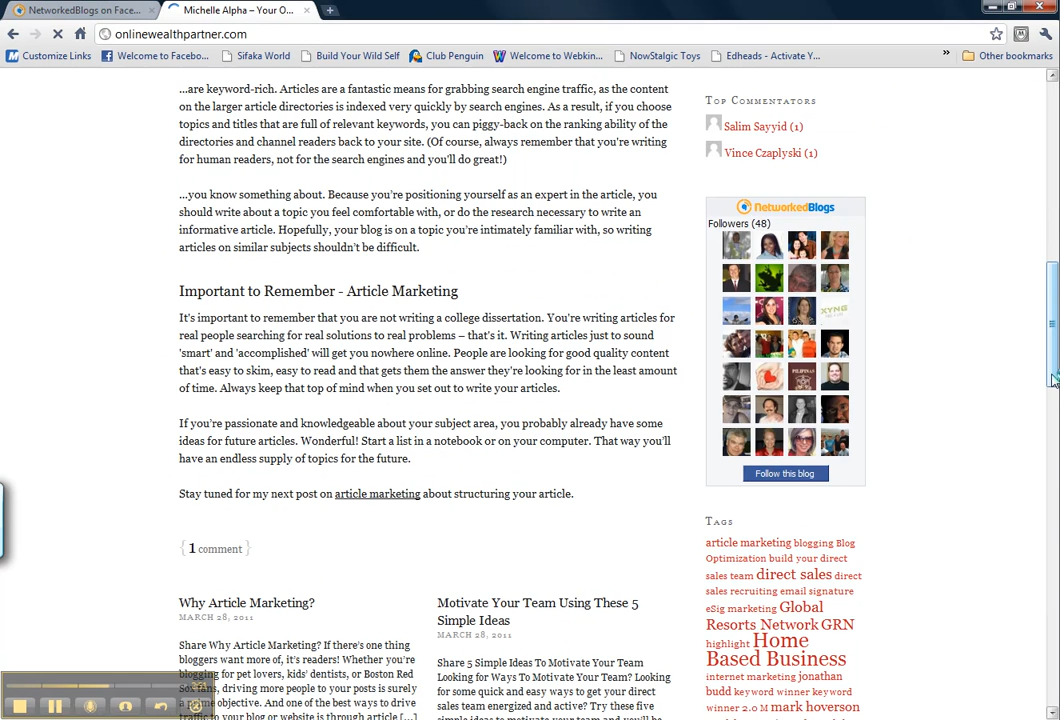 NetworkedBlogs on Face...
Michelle Alpha – Your O...
onlinewealthpartner.com
Customize Links
Welcome to Facebo...
Sifaka World
Build Your Wild Self
Club Penguin
Welcome to Webkin...
NowStalgic Toys
Edheads - Activate Y...
»
Other bookmarks
...are keyword-rich. Articles are a fantastic means for grabbing search engine traffic, as the content
on the larger article directories is indexed very quickly by search engines. As a result, if you choose
topics and titles that are full of relevant keywords, you can piggy-back on the ranking ability of the
directories and channel readers back to your site. (Of course, always remember that you're writing
for human readers, not for the search engines and you'll do great!)
...you know something about. Because you're positioning yourself as an expert in the article, you
should write about a topic you feel comfortable with, or do the research necessary to write an
informative article. Hopefully, your blog is on a topic you're intimately familiar with, so writing
articles on similar subjects shouldn't be difficult.
Important to Remember - Article Marketing
It's important to remember that you are not writing a college dissertation. You're writing articles for
real people searching for real solutions to real problems – that's it. Writing articles just to sound
'smart' and 'accomplished' will get you nowhere online. People are looking for good quality content
that's easy to skim, easy to read and that gets them the answer they're looking for in the least amount
of time. Always keep that top of mind when you set out to write your articles.
If you're passionate and knowledgeable about your subject area, you probably already have some
ideas for future articles. Wonderful! Start a list in a notebook or on your computer. That way you'll
have an endless supply of topics for the future.
Stay tuned for my next post on article marketing about structuring your article.
{ 1 comment }
Why Article Marketing?
MARCH 28, 2011
Share Why Article Marketing? If there's one thing
bloggers want more of, it's readers! Whether you're
blogging for pet lovers, kids' dentists, or Boston Red
Sox fans, driving more people to your posts is surely
a objective. And one of the best ways to drive
traffic to your blog or website is through article [...]
Motivate Your Team Using These 5
Simple Ideas
MARCH 28, 2011
Share 5 Simple Ideas To Motivate Your Team
Looking for Ways To Motivate Your Team? Looking
for some quick and easy ways to get your direct
sales team energized and active? Try these five
simple ideas to motivate your team and you'll be
Top Commentators
Salim Sayyid (1)
Vince Czaplyski (1)
NetworkedBlogs
Followers (48)
XYNG
Follow this blog
Tags
article marketing blogging Blog
Optimization build your direct
sales team direct sales direct
sales recruiting email signature
eSig marketing Global
Resorts Network GRN
highlight Home
Based Business
internet marketing jonathan
budd keyword winner keyword
winner 2.0 M mark hoverson